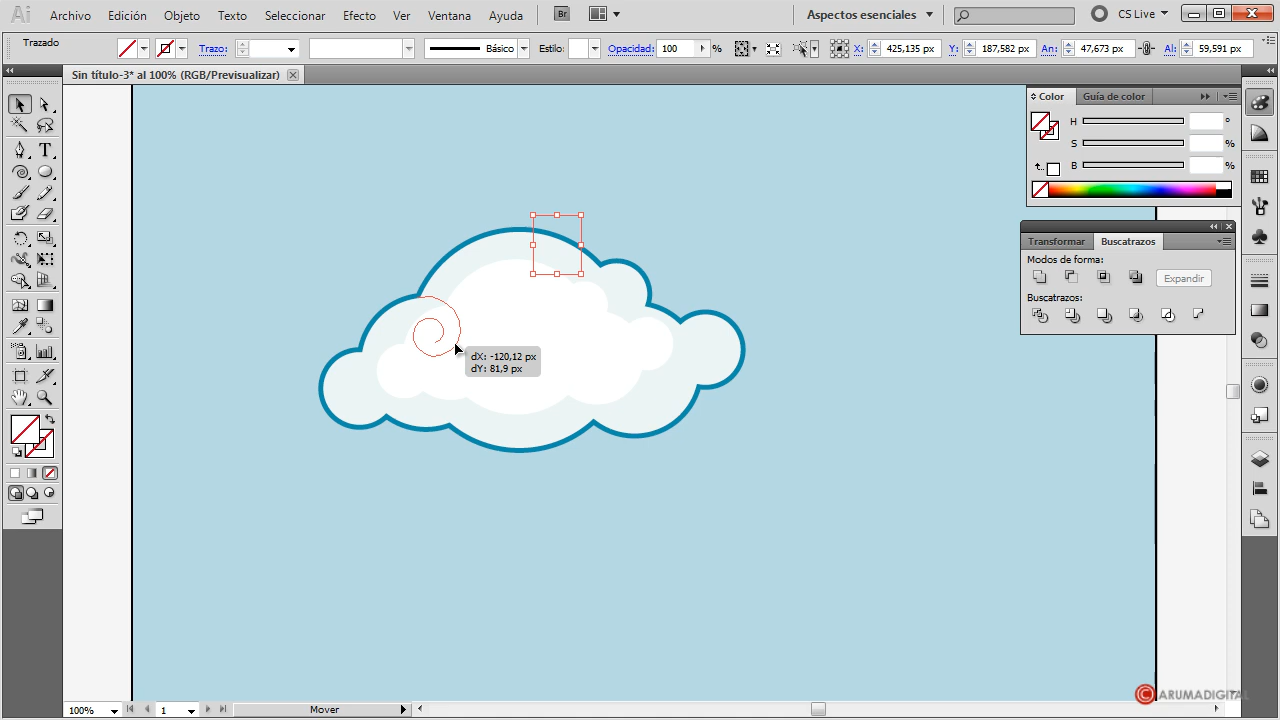 Ai Archivo Edición Objeto Texto Seleccionar Efecto Ver Ventana Ayuda Br Aspectos esenciales CS Live
Trazado Trazo: Básico Estilo: Opacidad: 100 % X: 425,135 px Y: 187,582 px An: 47,673 px Al: 59,591 px
Sin título-3* al 100% (RGB/Previsualizar)
Color Guía de color
H °
S %
B %
Transformar Buscatrazos
Modos de forma:
Expandir
Buscatrazos:
dX: -120,12 px
dY: 81,9 px
T
C ARUMADIGITAL
100% 1 Mover